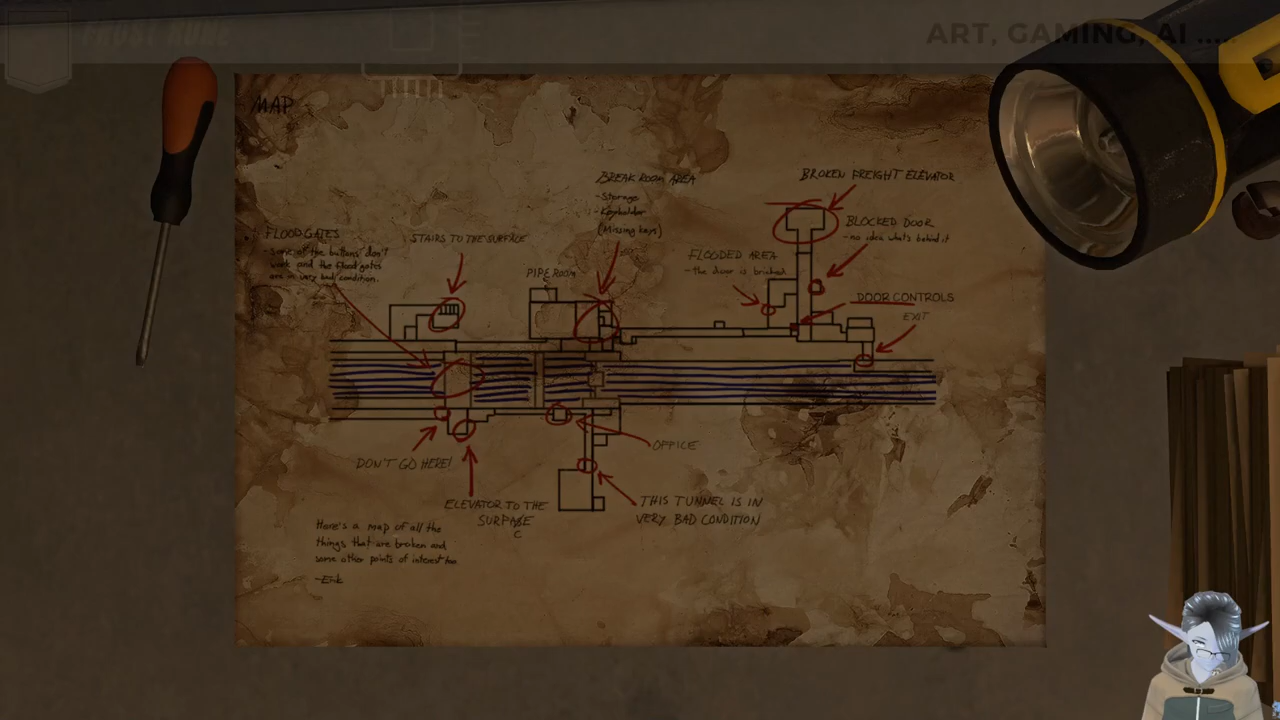 FROST RUNE
ART, GAMING, AI .....
MAP
BREAK ROOM AREA
-Storage
-Keyholder
(Missing keys)
BROKEN FREIGHT ELEVATOR
BLOCKED DOOR
-no idea what's behind it
FLOODGATES
-some of the buttons don't
work and the flood gates
are in very bad condition.
STAIRS TO THE SURFACE
PIPE ROOM
FLOODED AREA
-the door is bricked
DOOR CONTROLS
EXIT
DON'T GO HERE!
OFFICE
ELEVATOR TO THE
SURFACE
C
THIS TUNNEL IS IN
VERY BAD CONDITION
Here's a map of all the
things that are broken and
some other points of interest too
-Erik